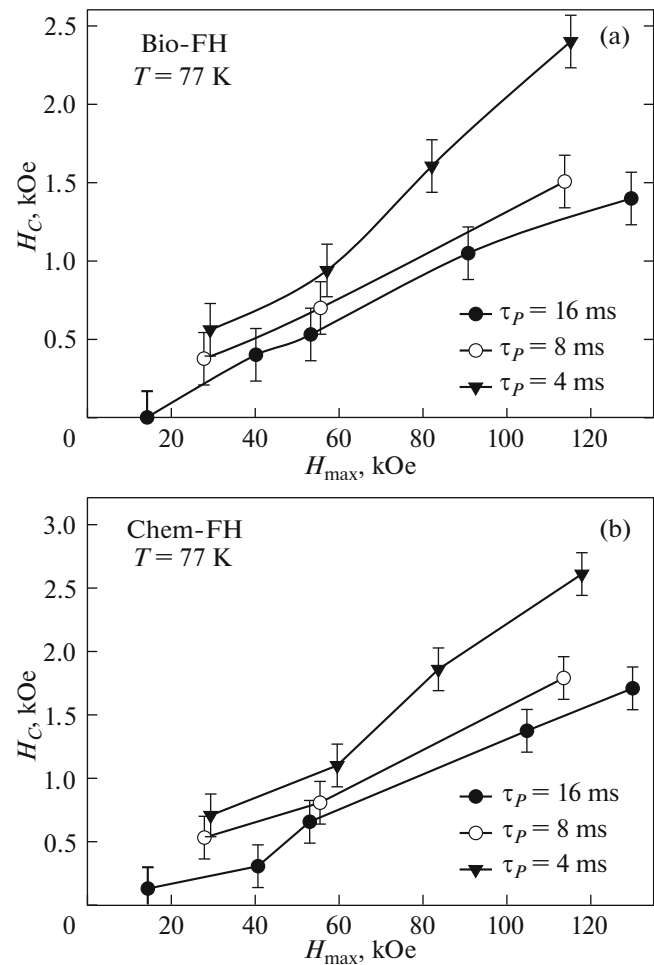 2.5
Bio-FH
(a)
T = 77 K
2.0
1.5
H_C, kOe
1.0
τ_P = 16 ms
τ_P = 8 ms
0.5
τ_P = 4 ms
0 20 40 60 80 100 120
H_max, kOe
3.0
Chem-FH
(b)
T = 77 K
2.5
2.0
H_C, kOe
1.5
1.0
τ_P = 16 ms
τ_P = 8 ms
0.5
τ_P = 4 ms
0 20 40 60 80 100 120
H_max, kOe